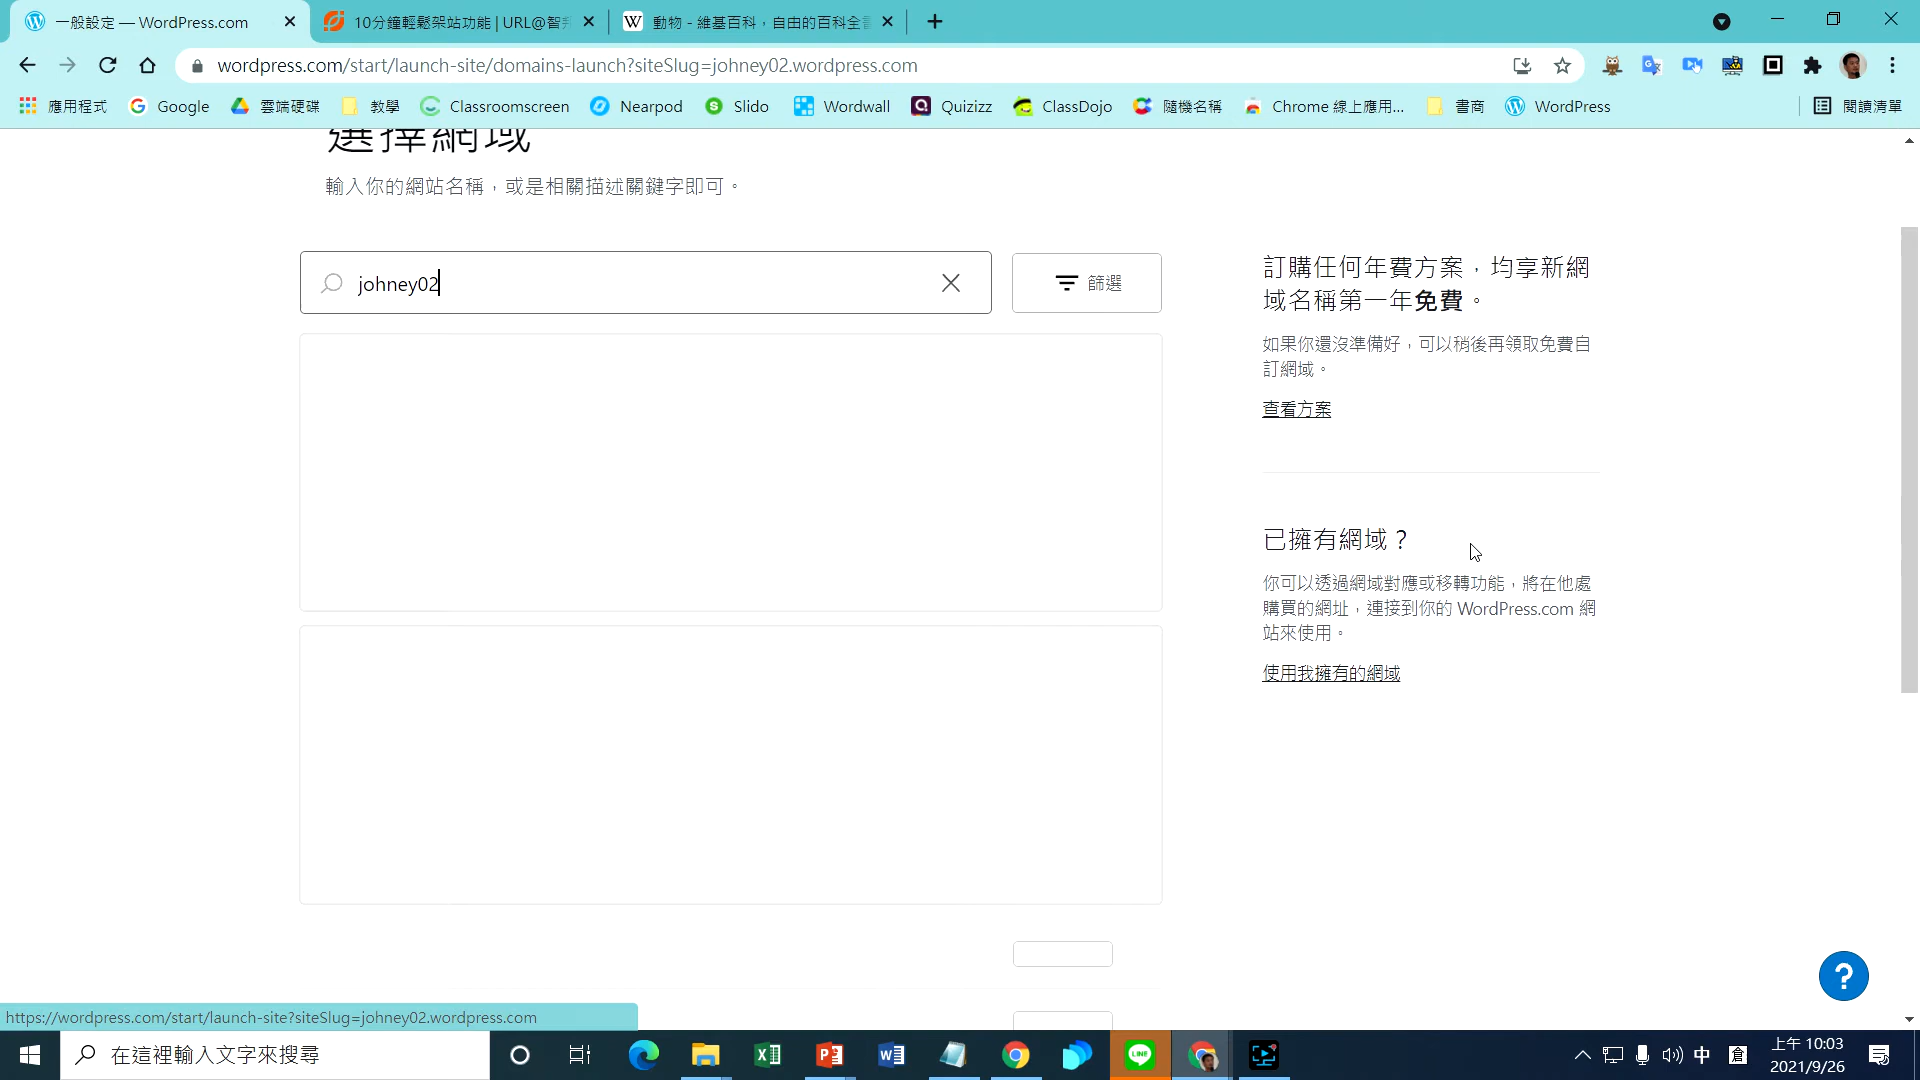 一般設定 — WordPress.com
10分鐘輕鬆架站功能 | URL@智邦
動物 - 維基百科，自由的百科全書
wordpress.com/start/launch-site/domains-launch?siteSlug=johney02.wordpress.com
應用程式
Google
雲端硬碟
教學
Classroomscreen
Nearpod
Slido
Wordwall
Quizizz
ClassDojo
隨機名稱
Chrome 線上應用...
書商
WordPress
閱讀清單
選擇網域
輸入你的網站名稱，或是相關描述關鍵字即可。
johney02
篩選
訂購任何年費方案，均享新網
域名稱第一年免費。
如果你還沒準備好，可以稍後再領取免費自
訂網域。
查看方案
已擁有網域？
你可以透過網域對應或移轉功能，將在他處
購買的網址，連接到你的 WordPress.com 網
站來使用。
使用我擁有的網域
?
https://wordpress.com/start/launch-site?siteSlug=johney02.wordpress.com
在這裡輸入文字來搜尋
LINE
中
倉
上午 10:03
2021/9/26